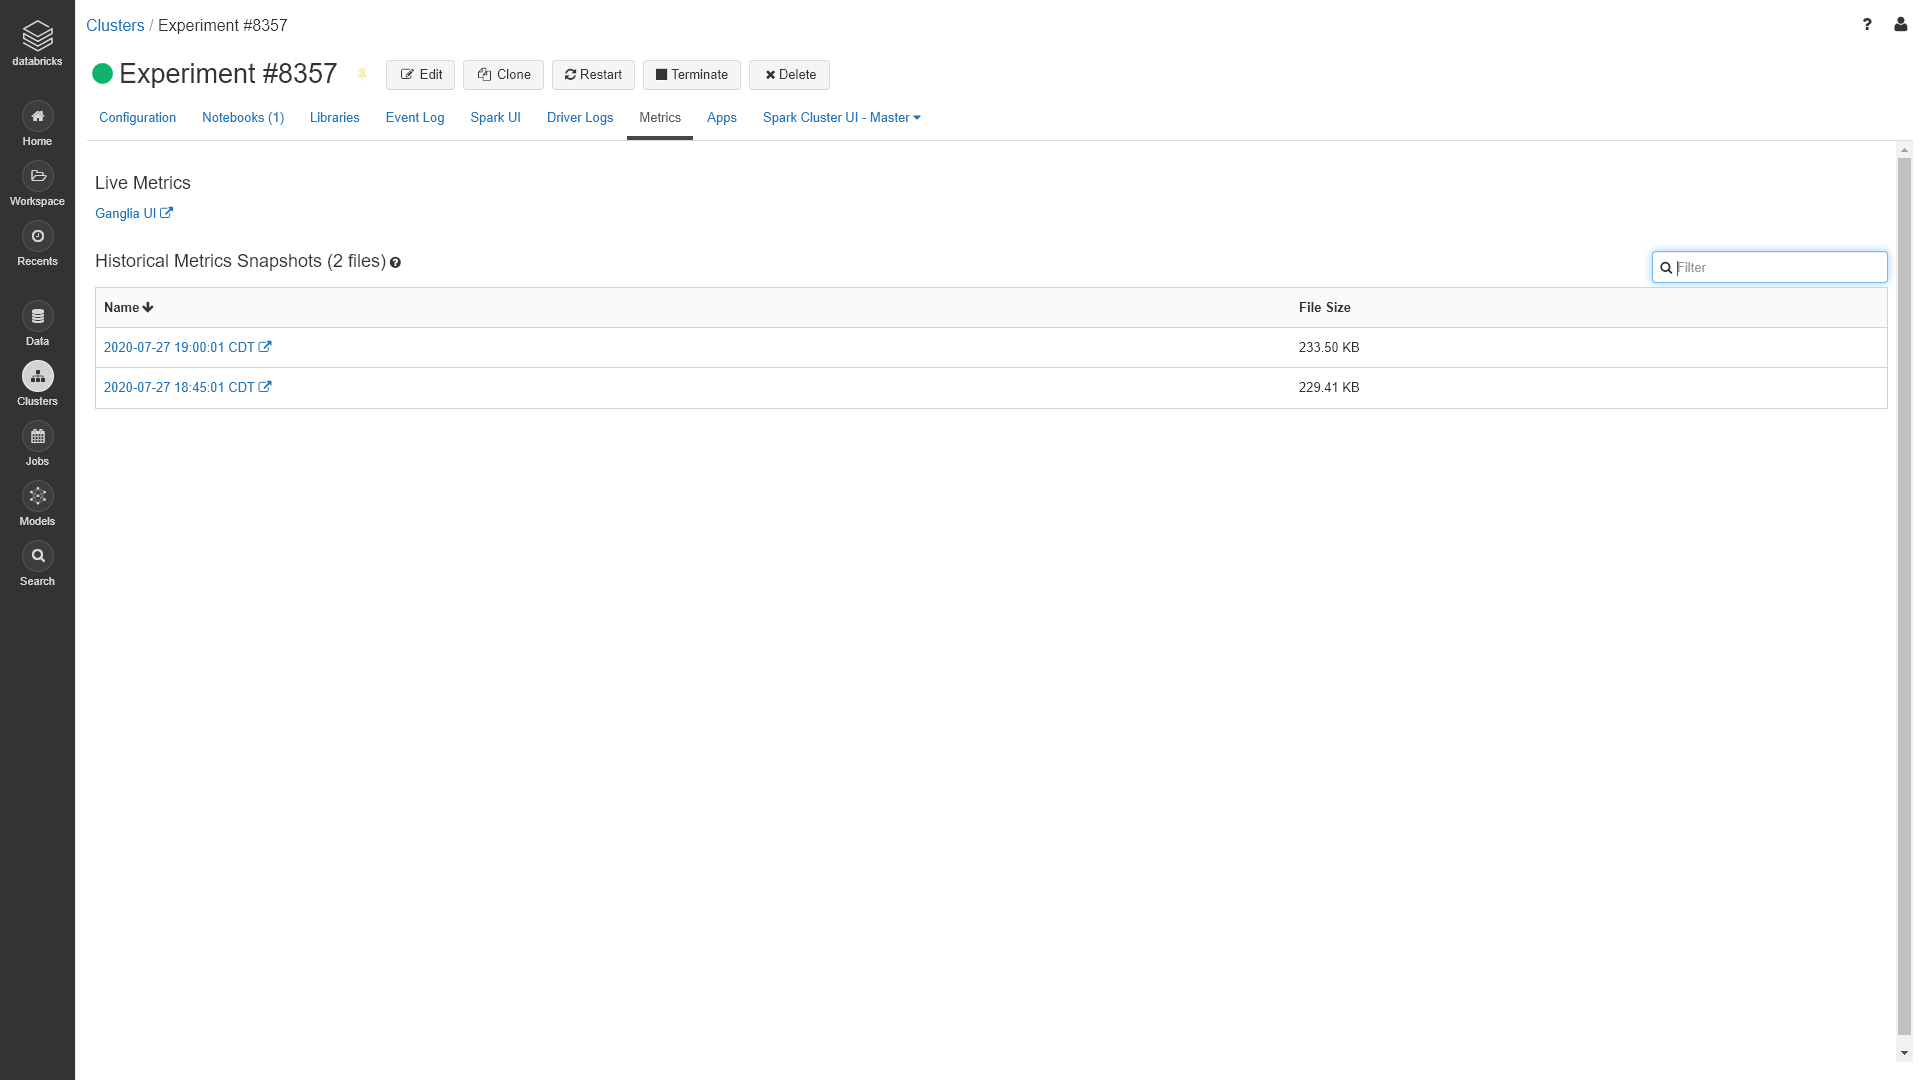 databricks
Home
Workspace
Recents
Data
Clusters
Jobs
Models
Search
Clusters / Experiment #8357
?
Experiment #8357
Edit
Clone
Restart
Terminate
Delete
Configuration
Notebooks (1)
Libraries
Event Log
Spark UI
Driver Logs
Metrics
Apps
Spark Cluster UI - Master
Live Metrics
Ganglia UI
Historical Metrics Snapshots (2 files) ?
Filter
Name File Size
2020-07-27 19:00:01 CDT 233.50 KB
2020-07-27 18:45:01 CDT 229.41 KB